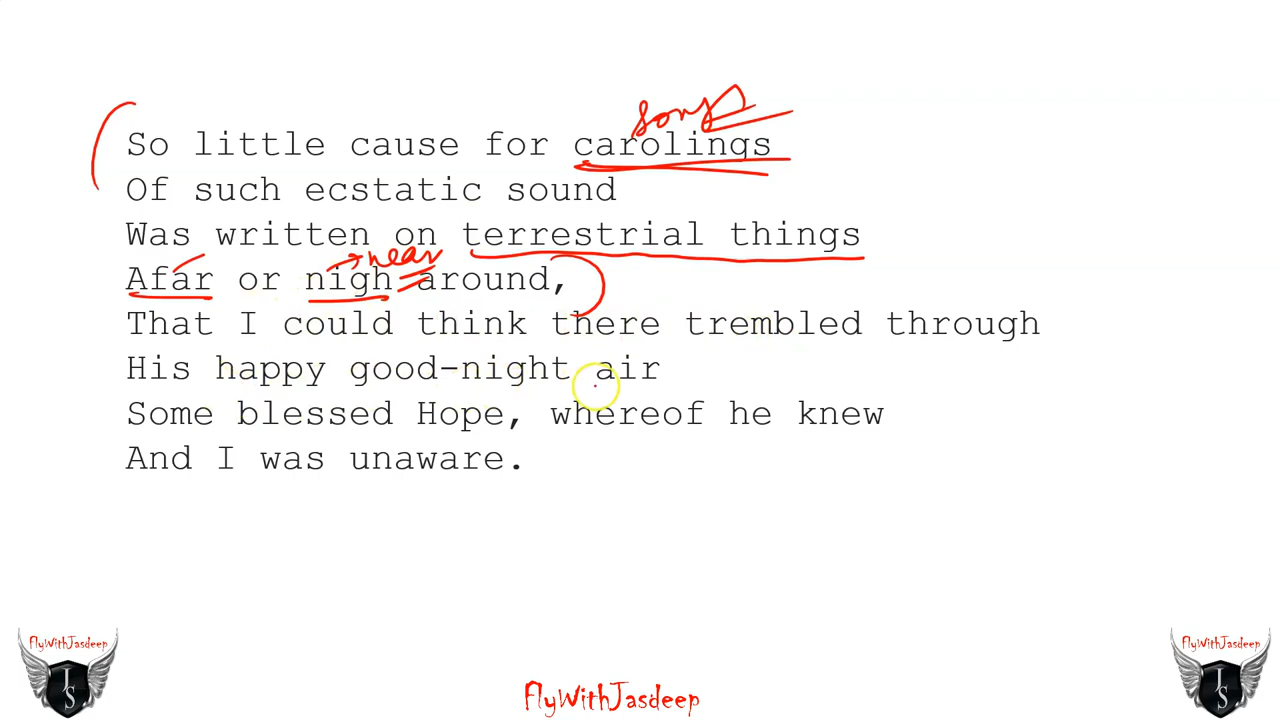 songs
So little cause for carolings
Of such ecstatic sound
Was written on terrestrial things
near
Afar or nigh around,
That I could think there trembled through
His happy good-night air
Some blessed Hope, whereof he knew
And I was unaware.
FlyWithJasdeep
JS
FlyWithJasdeep
JS
FlyWithJasdeep